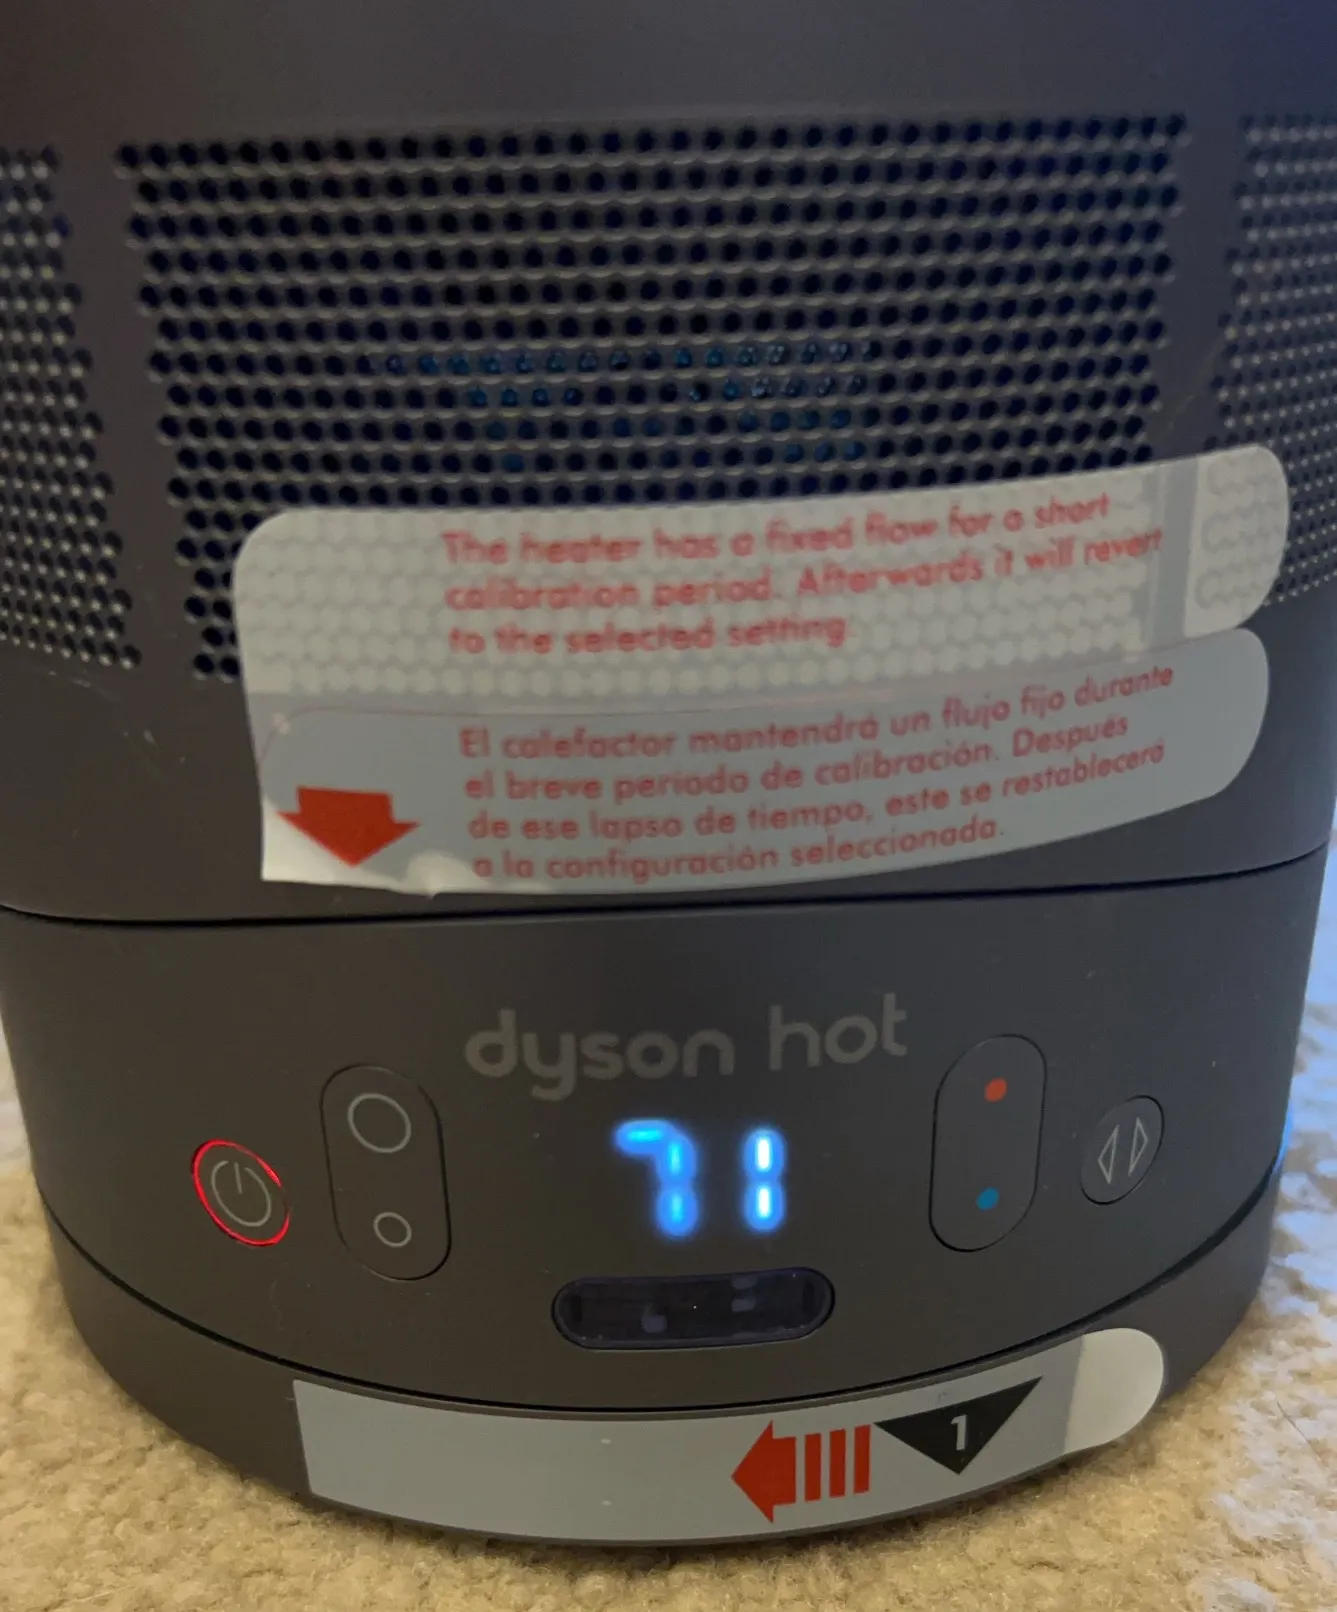 The heater has a fixed flow for a short
calibration period. Afterwards it will revert
to the selected setting.
El calefactor mantendrá un flujo fijo durante
el breve periodo de calibración. Después
de ese lapso de tiempo, este se restablecerá
a la configuración seleccionada.
dyson hot
71
1